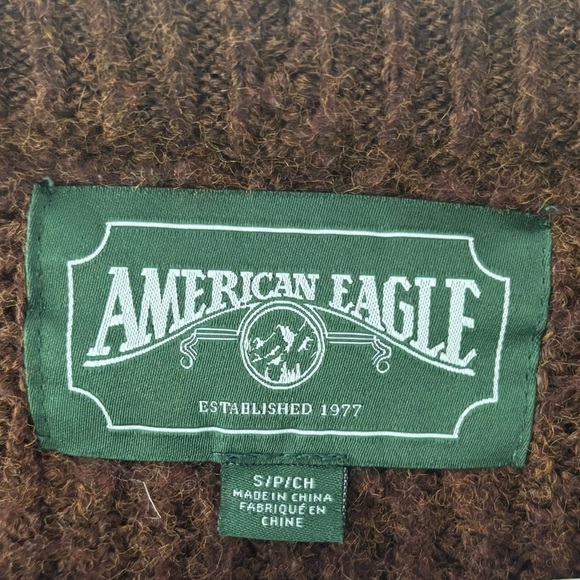 AMERICAN EAGLE
ESTABLISHED 1977
S/P/CH
MADE IN CHINA
FABRIQUÉ EN
CHINE